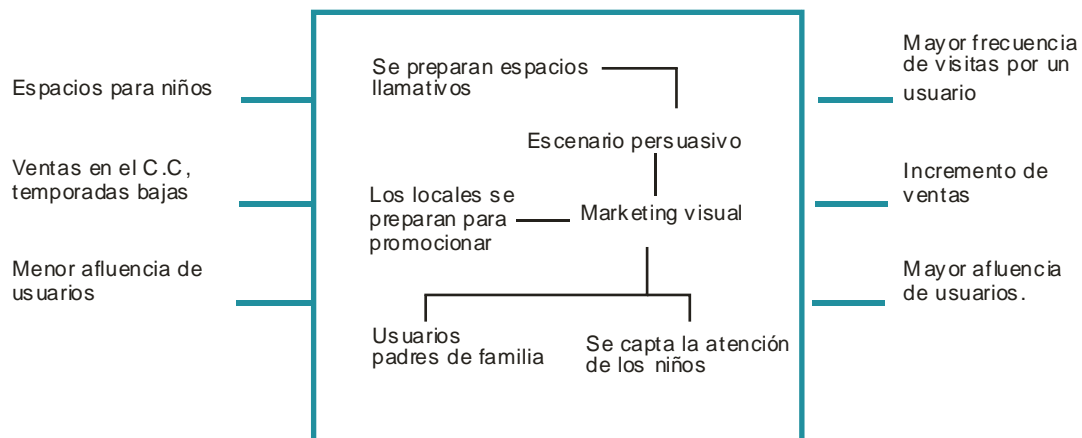 Espacios para niños
Ventas en el C.C,
temporadas bajas
Menor afluencia de
usuarios
Se preparan espacios
llamativos
Escenario persuasivo
Los locales se
preparan para
promocionar
Marketing visual
Usuarios
padres de familia
Se capta la atención
de los niños
Mayor frecuencia
de visitas por un
usuario
Incremento de
ventas
Mayor afluencia
de usuarios.